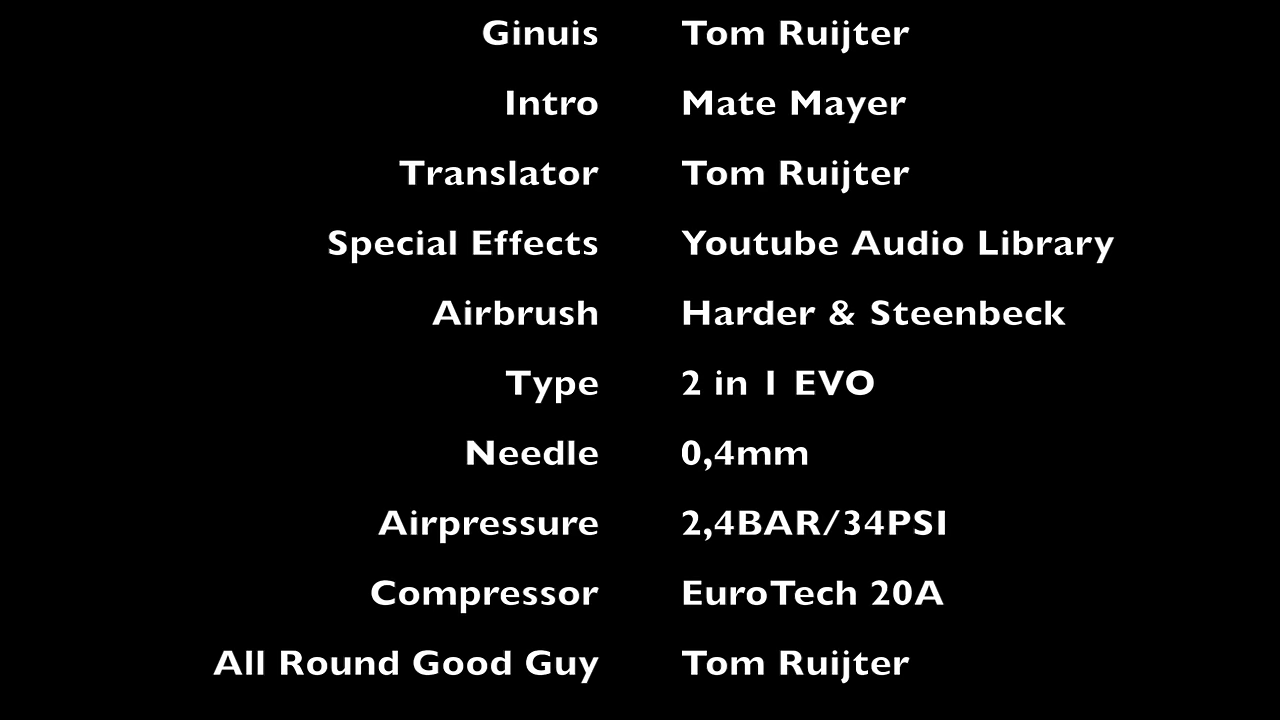 Ginuis Tom Ruijter
Intro Mate Mayer
Translator Tom Ruijter
Special Effects Youtube Audio Library
Airbrush Harder & Steenbeck
Type 2 in 1 EVO
Needle 0,4mm
Airpressure 2,4BAR/34PSI
Compressor EuroTech 20A
All Round Good Guy Tom Ruijter